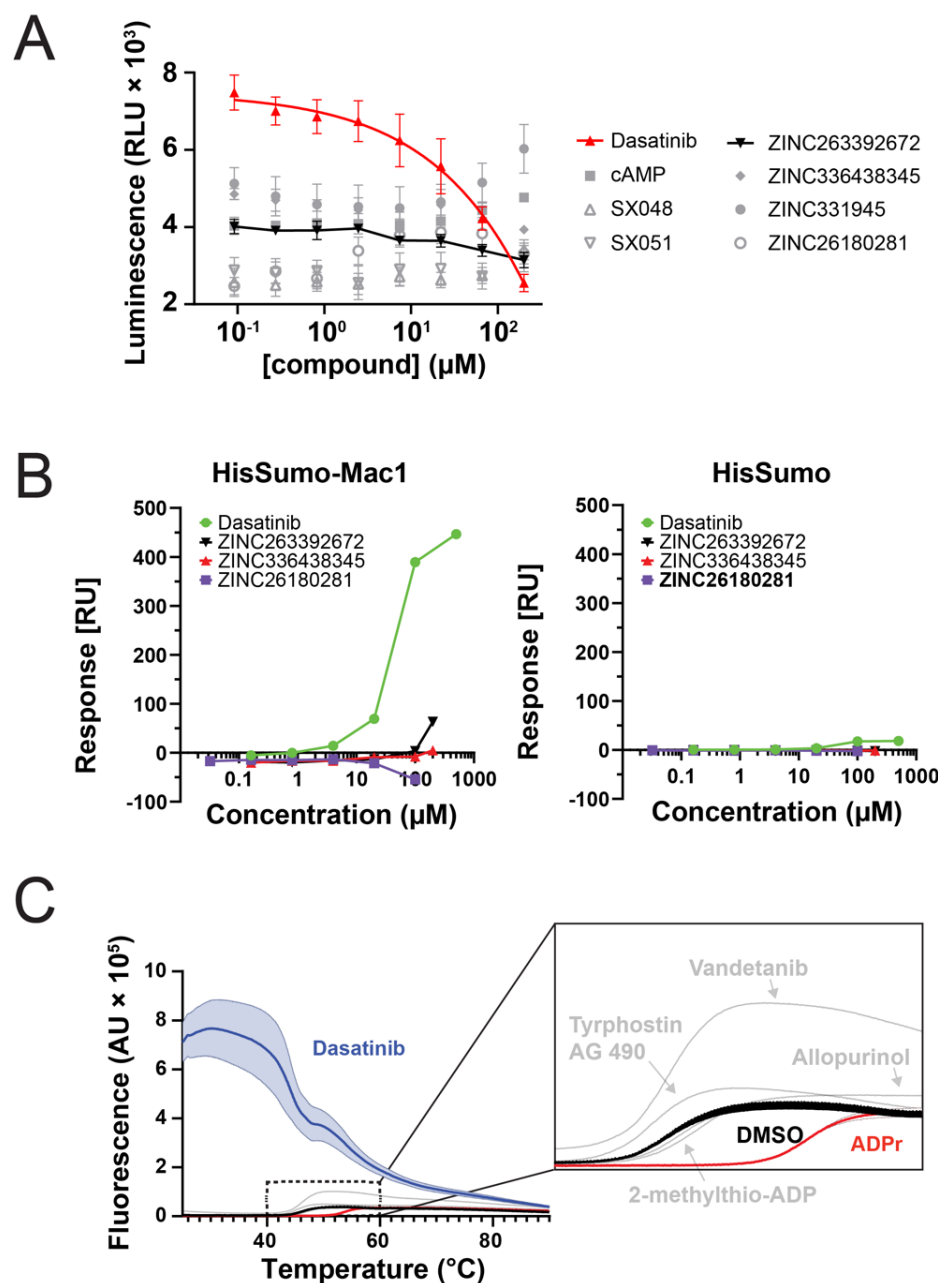 A
Luminescence (RLU × 10³)
8
6
4
2
10⁻¹
10⁰
10¹
10²
[compound] (μM)
Dasatinib
cAMP
SX048
SX051
ZINC263392672
ZINC336438345
ZINC331945
ZINC26180281
B
HisSumo-Mac1
Response [RU]
500
400
300
200
100
0
-100
Dasatinib
ZINC263392672
ZINC336438345
ZINC26180281
0.1
1
10
100
1000
Concentration (μM)
HisSumo
Response [RU]
500
400
300
200
100
0
-100
Dasatinib
ZINC263392672
ZINC336438345
ZINC26180281
0.1
1
10
100
1000
Concentration (μM)
C
Fluorescence (AU × 10⁵)
10
8
6
4
2
0
40
60
80
Temperature (°C)
Dasatinib
Vandetanib
Tyrphostin
AG 490
Allopurinol
DMSO
ADPr
2-methylthio-ADP